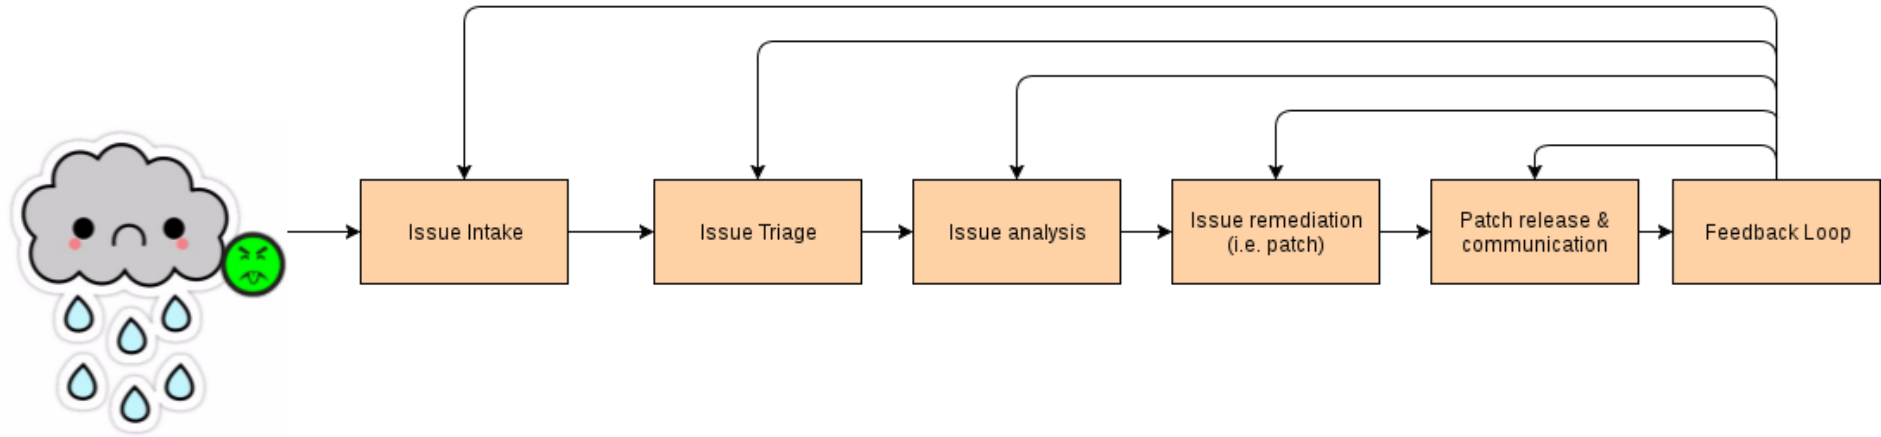 Issue Intake
Issue Triage
Issue analysis
Issue remediation
(i.e. patch)
Patch release &
communication
Feedback Loop